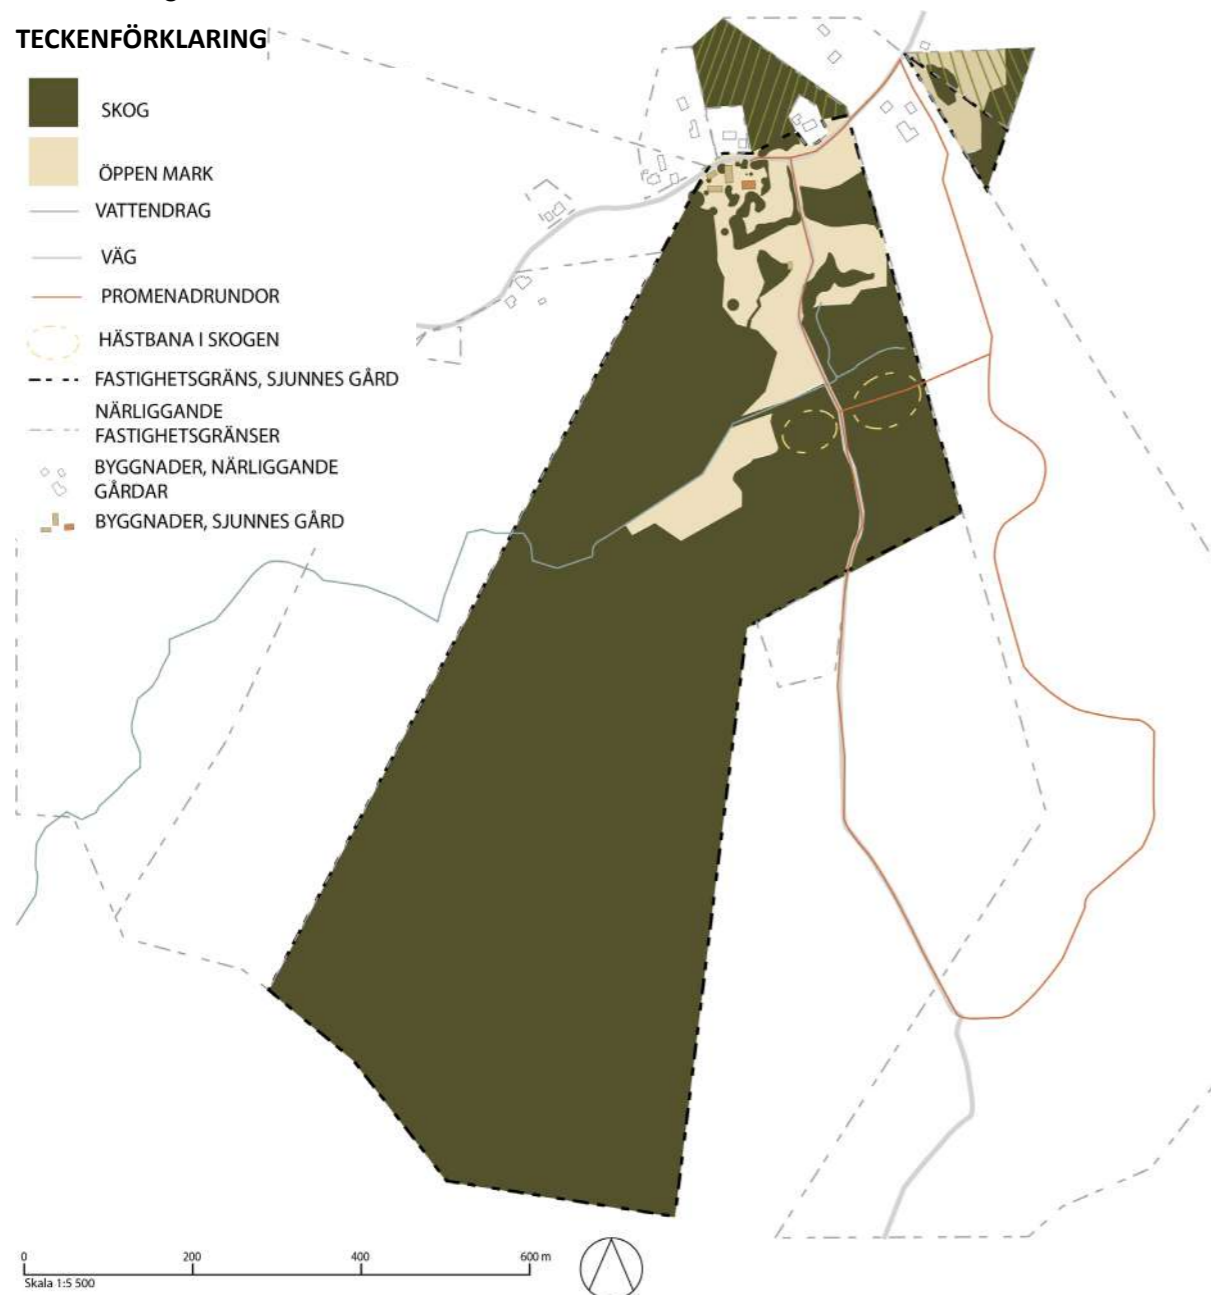 TECKENFÖRKLARING
SKOG
ÖPPEN MARK
VATTENDRAG
VÄG
PROMENADRUNDOR
HÄSTBANA I SKOGEN
FASTIGHETSGRÄNS, SJUNNES GÅRD
NÄRLIGGANDE
FASTIGHETSGRÄNSER
BYGGNADER, NÄRLIGGANDE
GÅRDAR
BYGGNADER, SJUNNES GÅRD
0 200 400 600 m
Skala 1:5 500